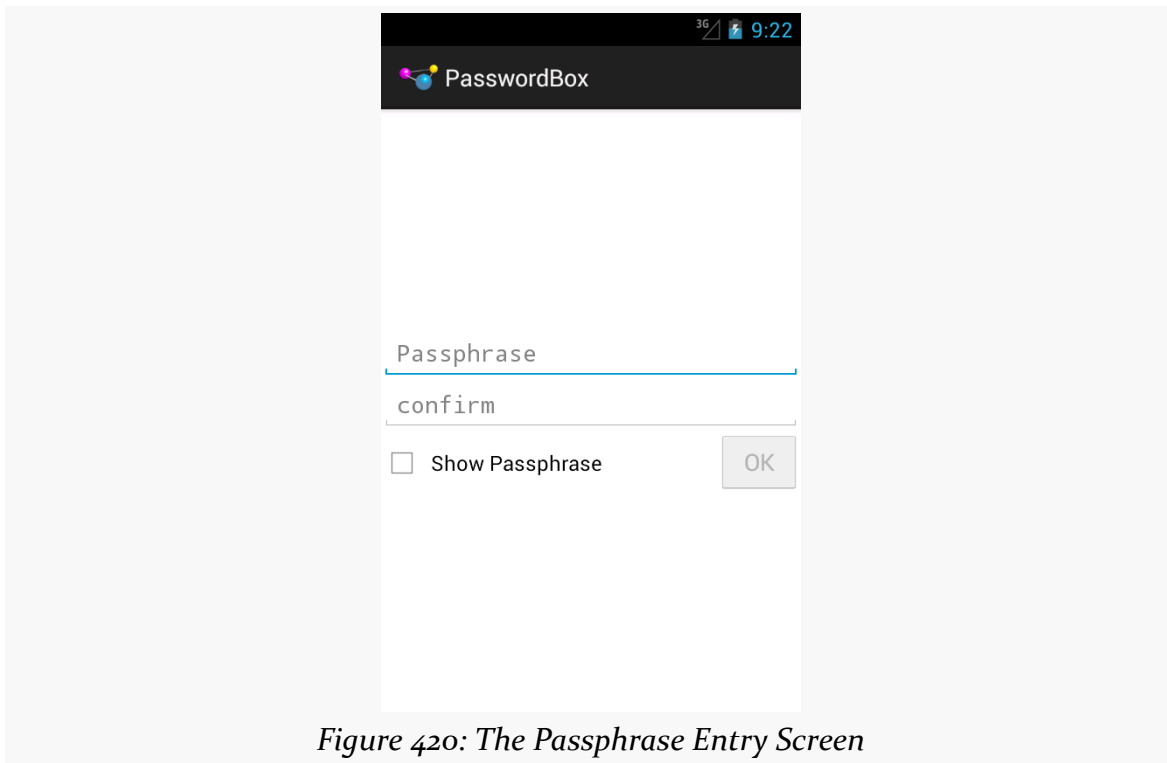 3G 9:22
PasswordBox
Passphrase
confirm
Show Passphrase OK
Figure 420: The Passphrase Entry Screen